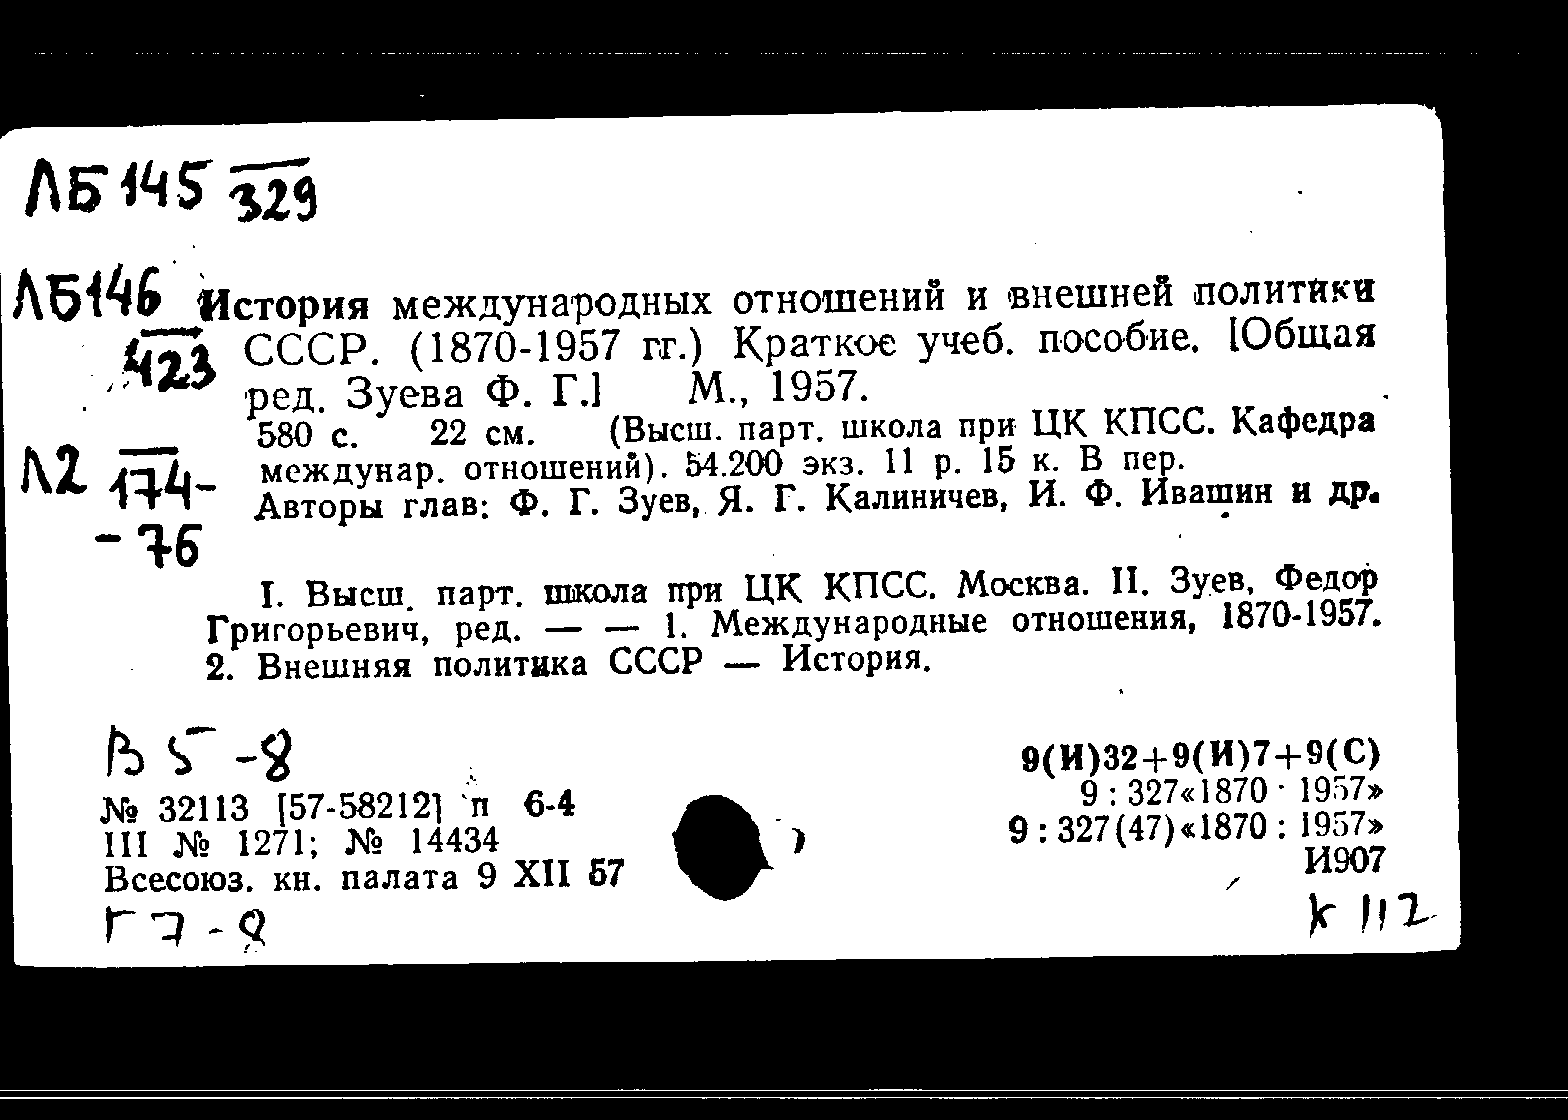 ЛБ 145
329
ЛБ146 История международных отношений и внешней политики
423 СССР. (1870-1957 гг.) Краткое учеб. пособие. [Общая
ред. Зуева Ф. Г.] М., 1957.
580 с. 22 см. (Высш. парт. школа при ЦК КПСС. Кафедра
Л2 174- междунар. отношений). 54.200 экз. 11 р. 15 к. В пер.
Авторы глав: Ф. Г. Зуев, Я. Г. Калиничев, И. Ф. Ивашин и др.
- 76
I. Высш. парт. школа при ЦК КПСС. Москва. II. Зуев, Федор
Григорьевич, ред. — — 1. Международные отношения, 1870-1957.
2. Внешняя политика СССР — История.
В 5 -8
9(И)32+9(И)7+9(С)
9 : 327«1870 : 1957»
№ 32113 [57-58212] п 6-4
9 : 327(47)«1870 : 1957»
III № 1271; № 14434
И907
Всесоюз. кн. палата 9 XII 57
Г 7 - 8
к 112